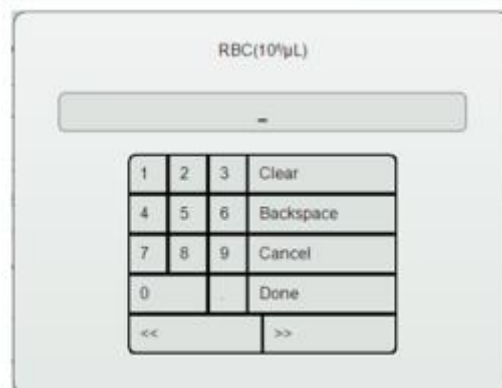 RBC(10⁶/µL)
_
1 2 3 Clear
4 5 6 Backspace
7 8 9 Cancel
0 . Done
<< >>